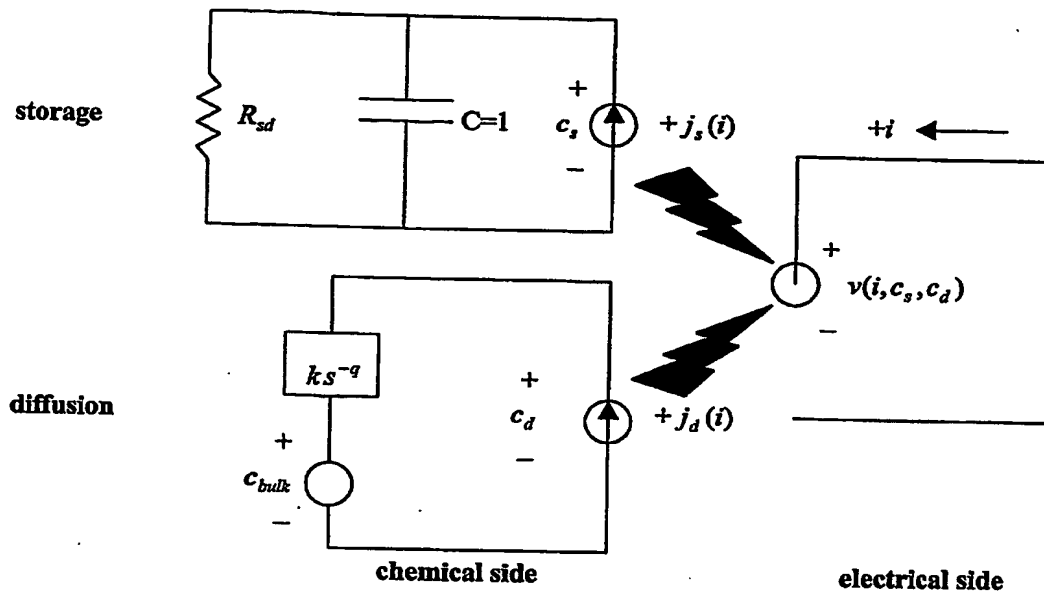 storage
R_sd
C=1
+
c_s
−
+ j_s(i)
+i
+
v(i,c_s,c_d)
−
diffusion
ks^{-q}
+
c_bulk
−
+
c_d
−
+ j_d(i)
chemical side
electrical side